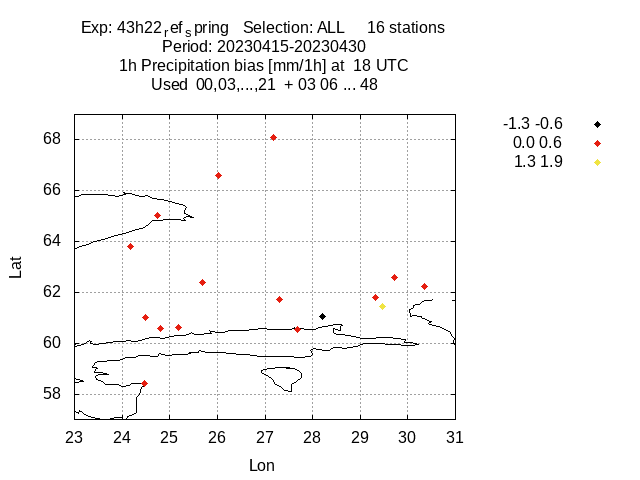 Exp: 43h22ref spring   Selection: ALL     16 stations
Period: 20230415-20230430
1h Precipitation bias [mm/1h] at  18 UTC
Used  00,03,...,21  + 03 06 ... 48
-1.3 -0.6
0.0 0.6
1.3 1.9
68
66
64
62
60
58
Lat
23 24 25 26 27 28 29 30 31
Lon